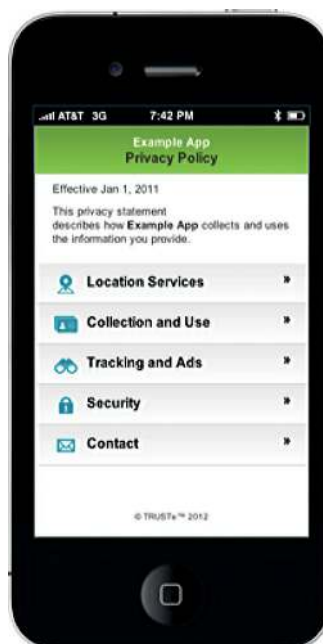 AT&T 3G 7:42 PM
Example App
Privacy Policy
Effective Jan 1, 2011
This privacy statement
describes how Example App collects and uses
the information you provide.
Location Services »
Collection and Use »
Tracking and Ads »
Security »
Contact »
© TRUSTe™ 2012